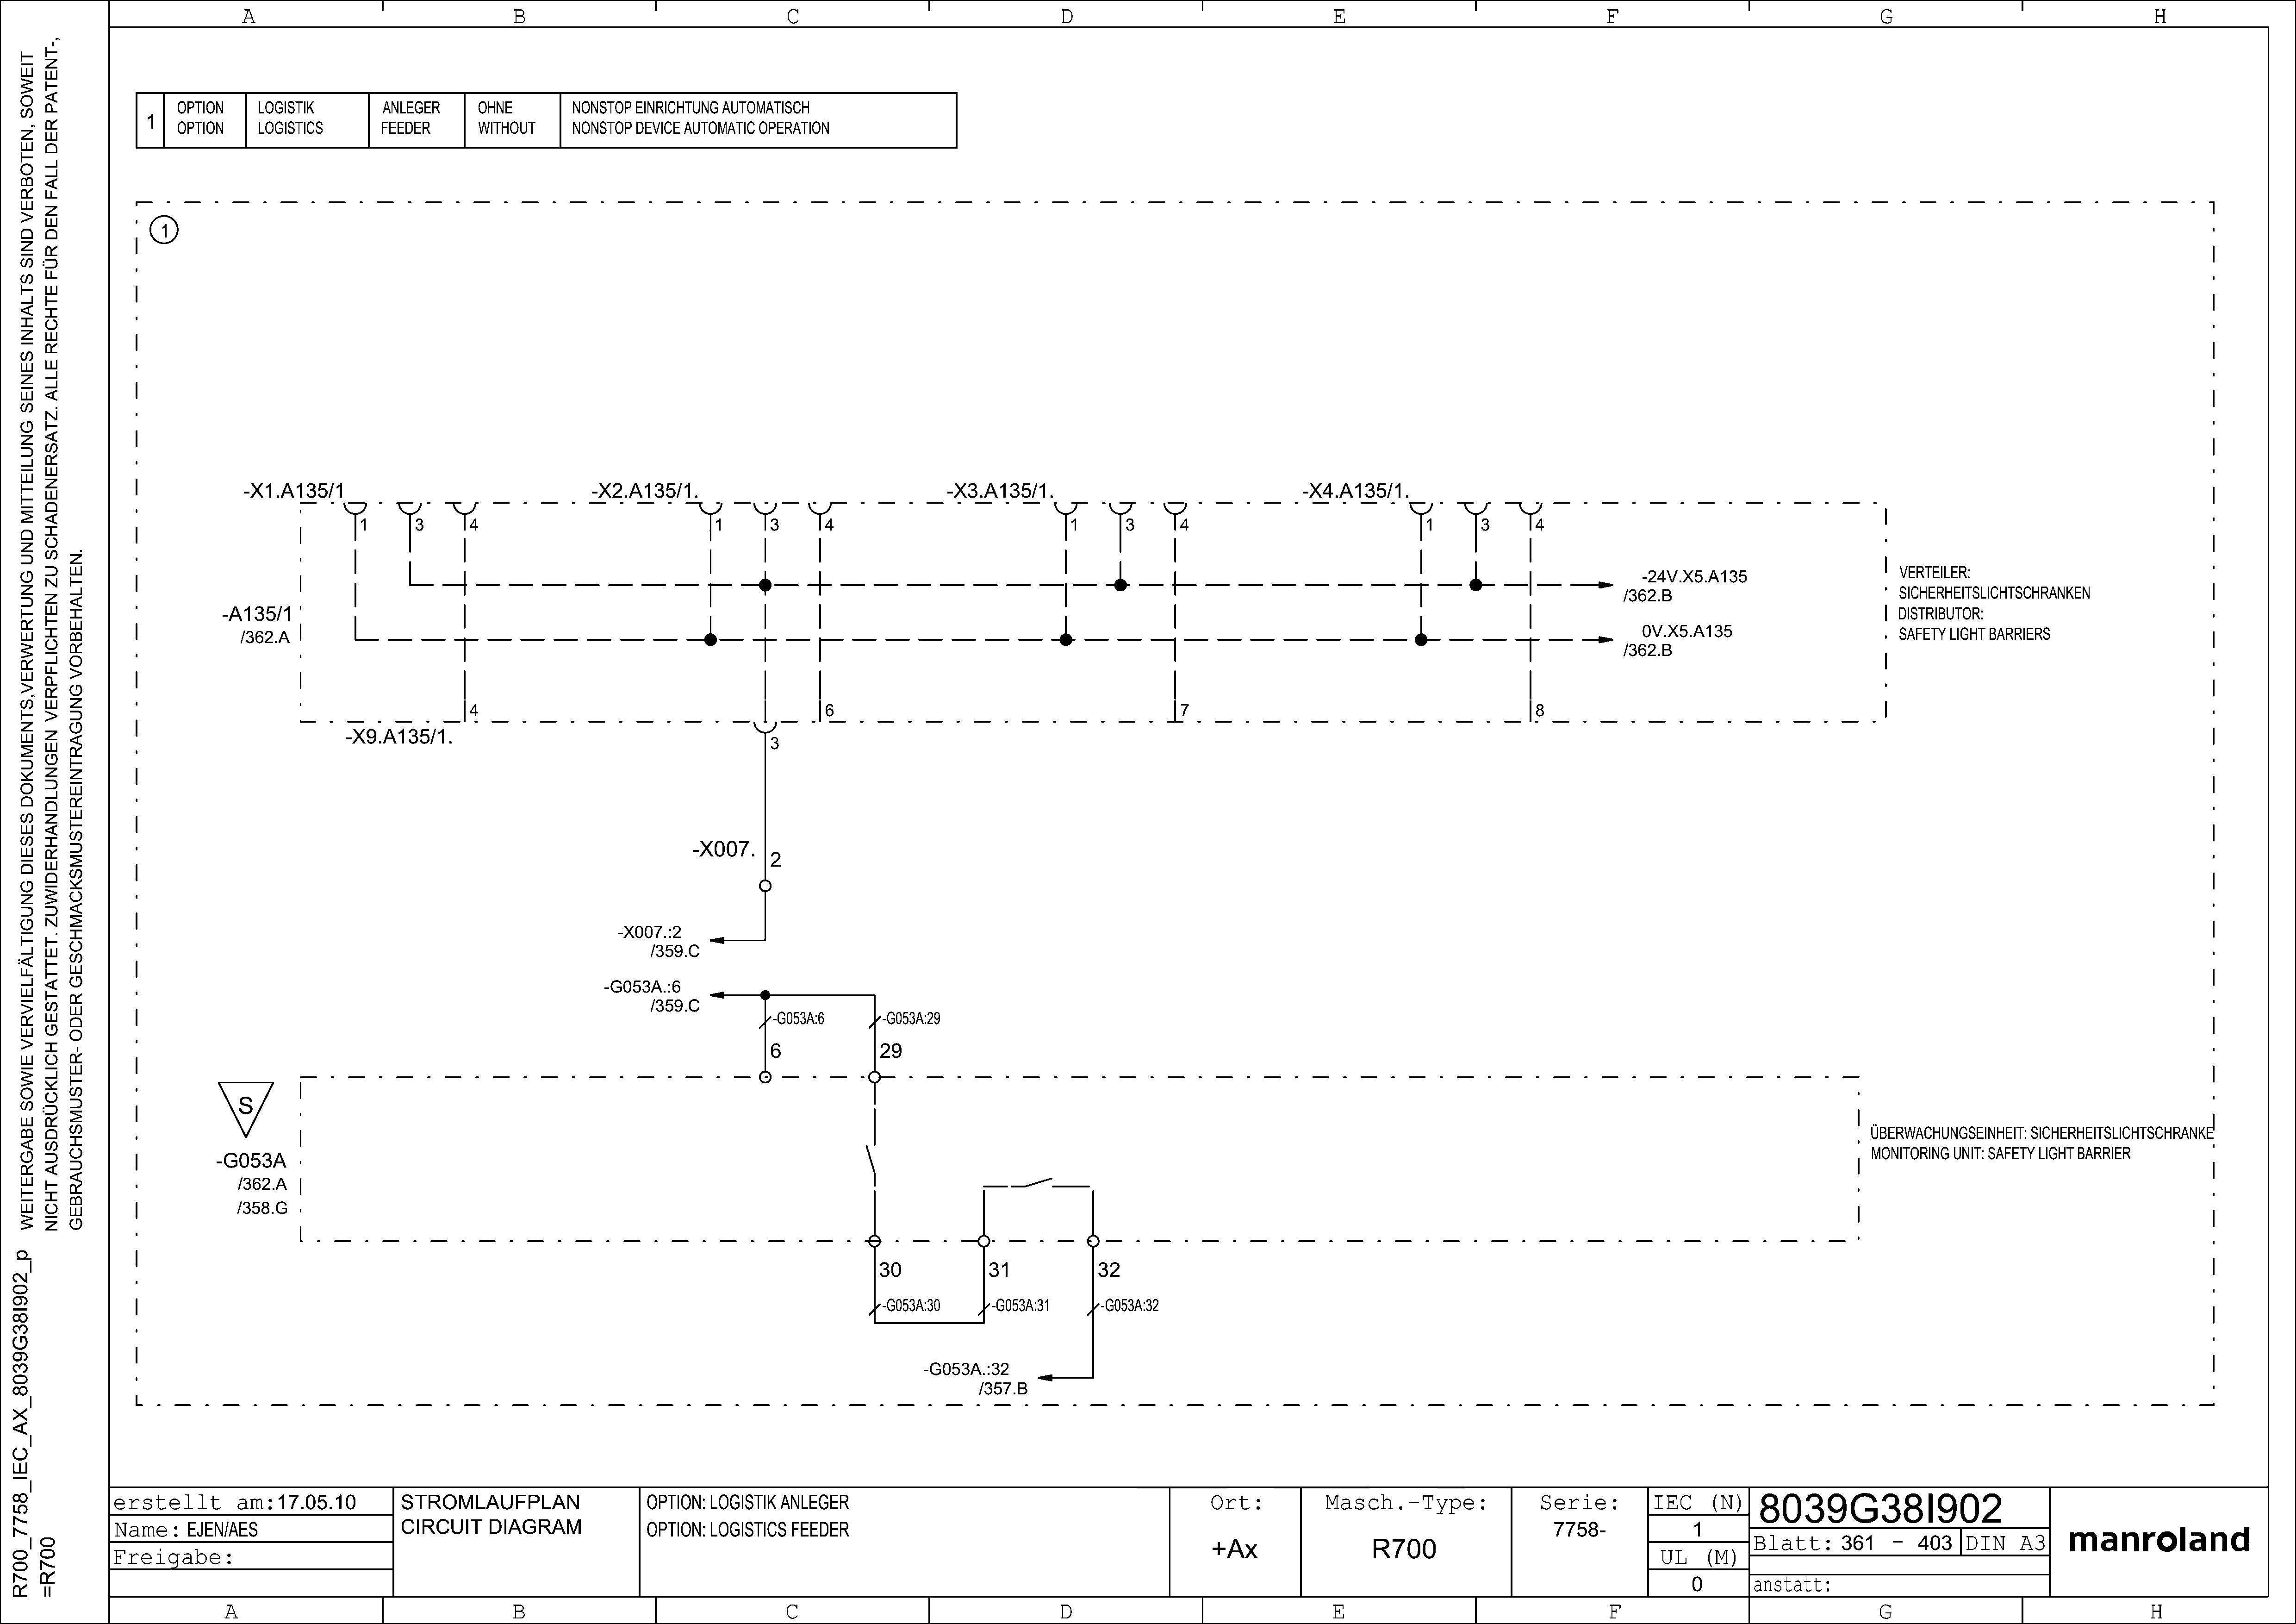 A B C D E F G H
1 OPTION LOGISTIK ANLEGER OHNE NONSTOP EINRICHTUNG AUTOMATISCH
OPTION LOGISTICS FEEDER WITHOUT NONSTOP DEVICE AUTOMATIC OPERATION
1
-X1.A135/1 -X2.A135/1. -X3.A135/1. -X4.A135/1.
1 3 4 1 3 4 1 3 4 1 3 4
-24V.X5.A135
/362.B
-A135/1
/362.A
0V.X5.A135
/362.B
VERTEILER:
SICHERHEITSLICHTSCHRANKEN
DISTRIBUTOR:
SAFETY LIGHT BARRIERS
4 6 7 8
-X9.A135/1.
3
-X007. 2
-X007.:2
/359.C
-G053A.:6
/359.C
-G053A:6 -G053A:29
6 29
S
-G053A
/362.A
/358.G
ÜBERWACHUNGSEINHEIT: SICHERHEITSLICHTSCHRANKE
MONITORING UNIT: SAFETY LIGHT BARRIER
30 31 32
-G053A:30 -G053A:31 -G053A:32
-G053A.:32
/357.B
WEITERGABE SOWIE VERVIELFÄLTIGUNG DIESES DOKUMENTS,VERWERTUNG UND MITTEILUNG SEINES INHALTS SIND VERBOTEN, SOWEIT
NICHT AUSDRÜCKLICH GESTATTET. ZUWIDERHANDLUNGEN VERPFLICHTEN ZU SCHADENERSATZ. ALLE RECHTE FÜR DEN FALL DER PATENT-,
GEBRAUCHSMUSTER- ODER GESCHMACKSMUSTEREINTRAGUNG VORBEHALTEN.
R700_7758_IEC_AX_8039G38I902_p
=R700
erstellt am:17.05.10
Name: EJEN/AES
Freigabe:
STROMLAUFPLAN
CIRCUIT DIAGRAM
OPTION: LOGISTIK ANLEGER
OPTION: LOGISTICS FEEDER
Ort:
+Ax
Masch.-Type:
R700
Serie:
7758-
IEC (N)
1
UL (M)
0
8039G38I902
Blatt: 361 - 403 DIN A3
anstatt:
manroland
A B C D E F G H